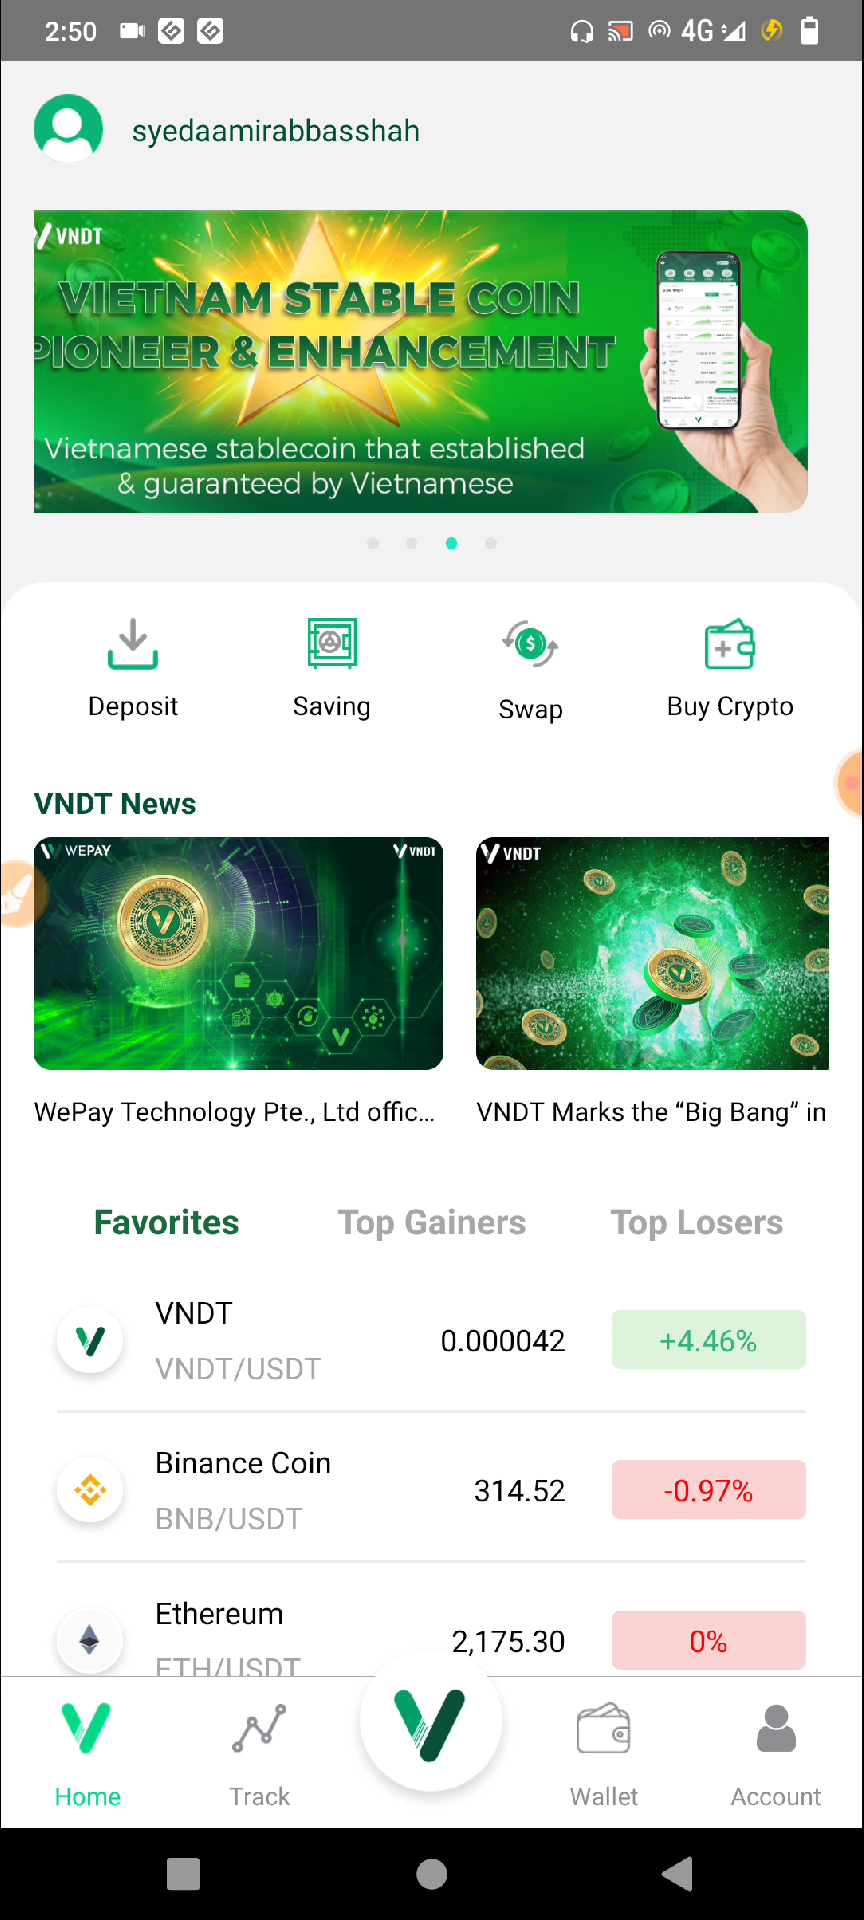 2:50
4G
syedaamirabbasshah
VNDT
VIETNAM STABLE COIN
PIONEER & ENHANCEMENT
Vietnamese stablecoin that established
& guaranteed by Vietnamese
Deposit
Saving
Swap
Buy Crypto
VNDT News
WEPAY
VNDT
VNDT
WePay Technology Pte., Ltd offic...
VNDT Marks the “Big Bang” in
Favorites
Top Gainers
Top Losers
VNDT
0.000042
+4.46%
VNDT/USDT
Binance Coin
314.52
-0.97%
BNB/USDT
Ethereum
2,175.30
0%
ETH/USDT
Home
Track
Wallet
Account